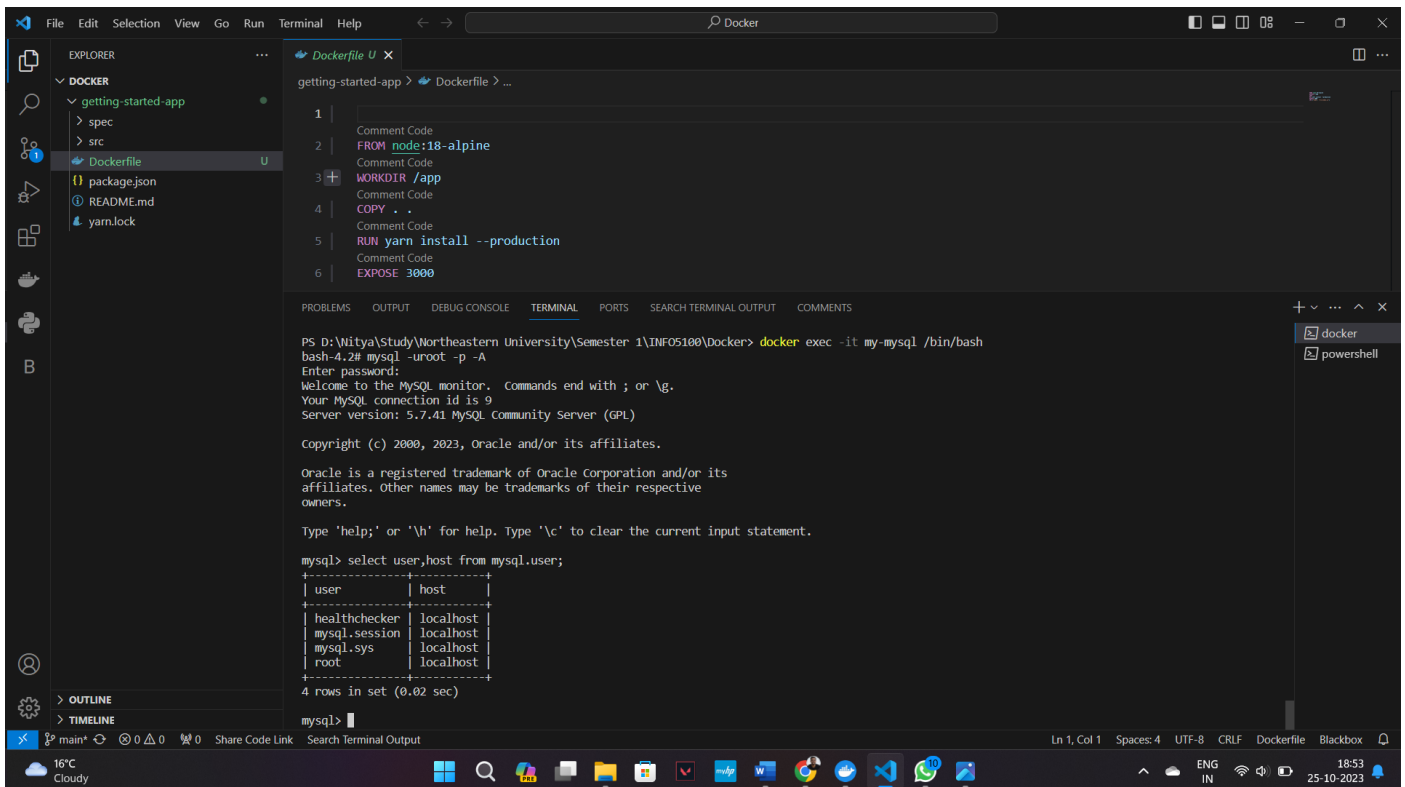 File Edit Selection View Go Run Terminal Help
Docker
EXPLORER
DOCKER
getting-started-app
spec
src
Dockerfile U
{} package.json
README.md
yarn.lock
OUTLINE
TIMELINE
Dockerfile U
getting-started-app > Dockerfile > ...
1
Comment Code
2 FROM node:18-alpine
Comment Code
3 WORKDIR /app
Comment Code
4 COPY . .
Comment Code
5 RUN yarn install --production
Comment Code
6 EXPOSE 3000
PROBLEMS OUTPUT DEBUG CONSOLE TERMINAL PORTS SEARCH TERMINAL OUTPUT COMMENTS
docker
powershell
PS D:\Nitya\Study\Northeastern University\Semester 1\INFO5100\Docker> docker exec -it my-mysql /bin/bash
bash-4.2# mysql -uroot -p -A
Enter password:
Welcome to the MySQL monitor.  Commands end with ; or \g.
Your MySQL connection id is 9
Server version: 5.7.41 MySQL Community Server (GPL)
Copyright (c) 2000, 2023, Oracle and/or its affiliates.
Oracle is a registered trademark of Oracle Corporation and/or its
affiliates. Other names may be trademarks of their respective
owners.
Type 'help;' or '\h' for help. Type '\c' to clear the current input statement.
mysql> select user,host from mysql.user;
+---------------+-----------+
| user          | host      |
+---------------+-----------+
| healthchecker | localhost |
| mysql.session | localhost |
| mysql.sys     | localhost |
| root          | localhost |
+---------------+-----------+
4 rows in set (0.02 sec)
mysql>
main* 0 0 0 Share Code Link Search Terminal Output Ln 1, Col 1 Spaces: 4 UTF-8 CRLF Dockerfile Blackbox
16°C
Cloudy
ENG
IN
18:53
25-10-2023